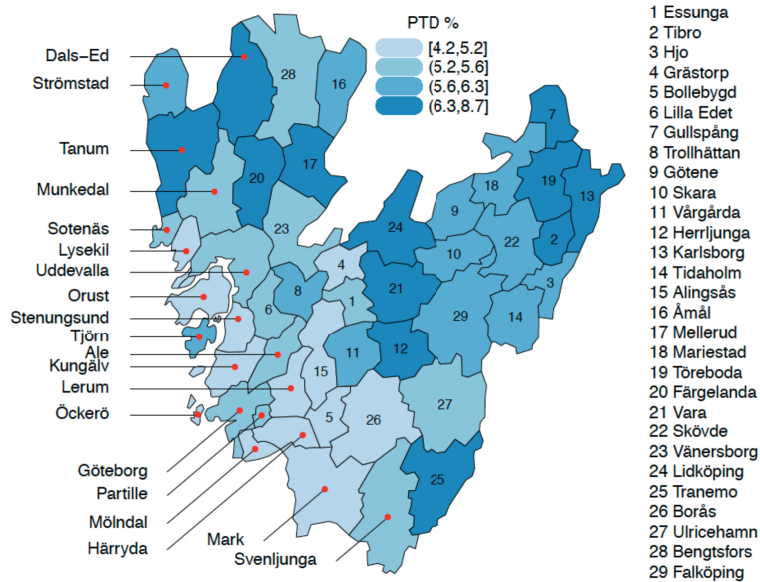 PTD %
[4.2,5.2]
(5.2,5.6]
(5.6,6.3]
(6.3,8.7]
Dals–Ed
Strömstad
Tanum
Munkedal
Sotenäs
Lysekil
Uddevalla
Orust
Stenungsund
Tjörn
Ale
Kungälv
Lerum
Öckerö
Göteborg
Partille
Mölndal
Härryda
Mark
Svenljunga
28
16
7
17
20
19
18
13
9
24
23
22
2
10
4
21
3
8
1
6
29
14
11
12
15
27
5
26
25
1 Essunga
2 Tibro
3 Hjo
4 Grästorp
5 Bollebygd
6 Lilla Edet
7 Gullspång
8 Trollhättan
9 Götene
10 Skara
11 Vårgårda
12 Herrljunga
13 Karlsborg
14 Tidaholm
15 Alingsås
16 Åmål
17 Mellerud
18 Mariestad
19 Töreboda
20 Färgelanda
21 Vara
22 Skövde
23 Vänersborg
24 Lidköping
25 Tranemo
26 Borås
27 Ulricehamn
28 Bengtsfors
29 Falköping